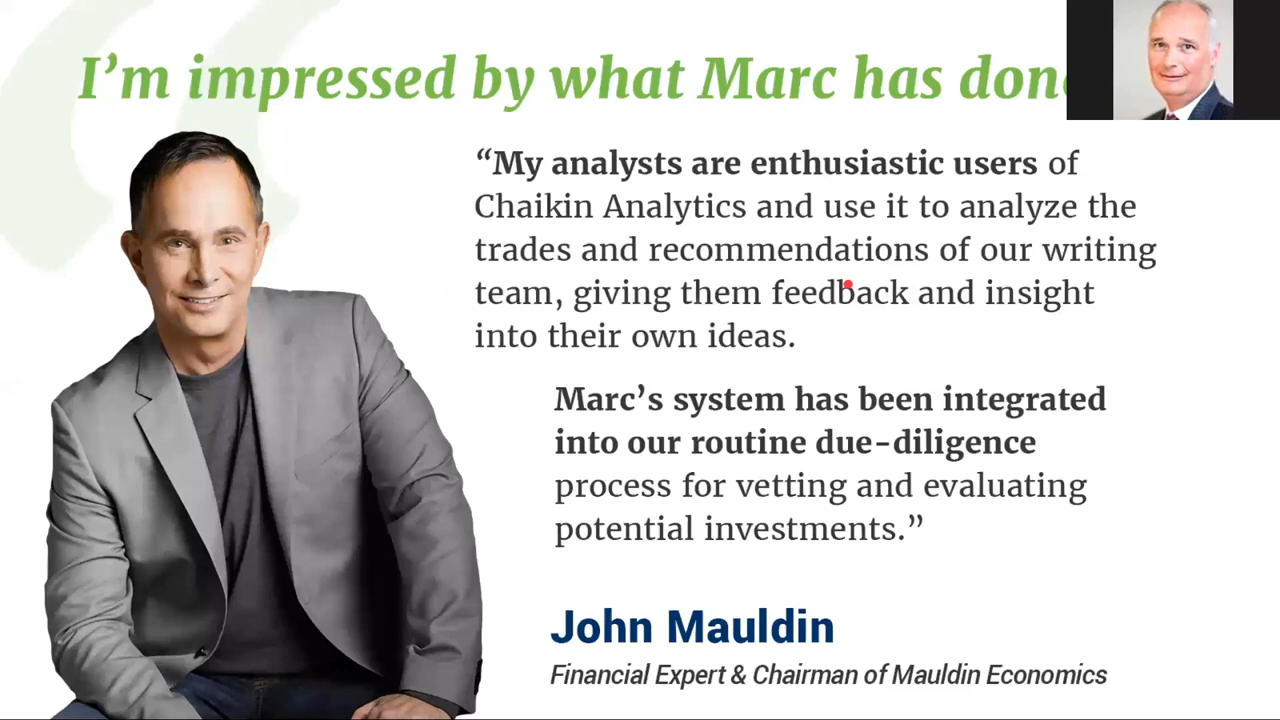 I’m impressed by what Marc has don
“My analysts are enthusiastic users of
Chaikin Analytics and use it to analyze the
trades and recommendations of our writing
team, giving them feedback and insight
into their own ideas.
Marc’s system has been integrated
into our routine due-diligence
process for vetting and evaluating
potential investments.”
John Mauldin
Financial Expert & Chairman of Mauldin Economics